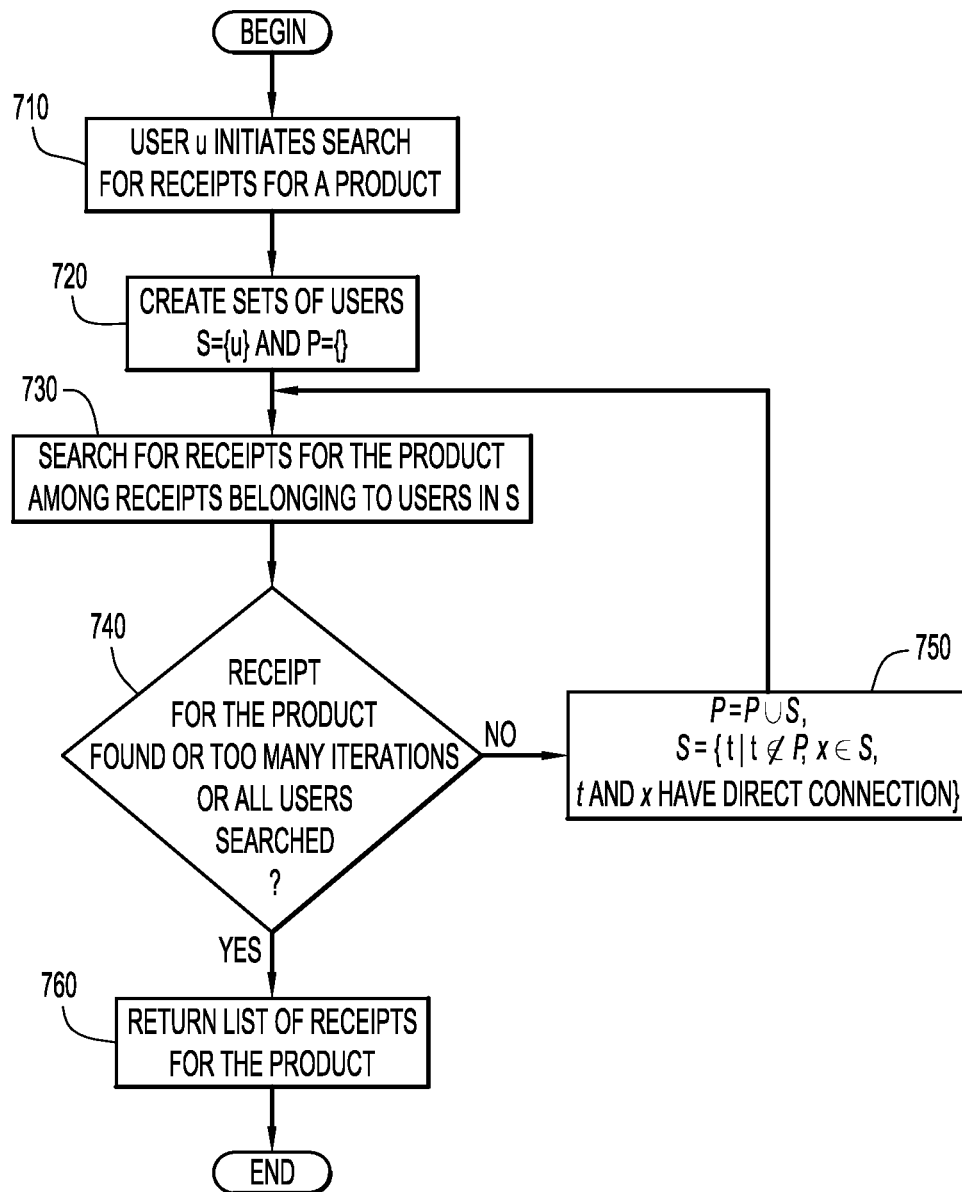 BEGIN
710
USER u INITIATES SEARCH
FOR RECEIPTS FOR A PRODUCT
720
CREATE SETS OF USERS
S={u} AND P={}
730
SEARCH FOR RECEIPTS FOR THE PRODUCT
AMONG RECEIPTS BELONGING TO USERS IN S
740
RECEIPT
FOR THE PRODUCT
FOUND OR TOO MANY ITERATIONS
OR ALL USERS
SEARCHED
?
NO
750
P=P∪S,
S={t|t∉P, x∈S,
t AND x HAVE DIRECT CONNECTION}
YES
760
RETURN LIST OF RECEIPTS
FOR THE PRODUCT
END